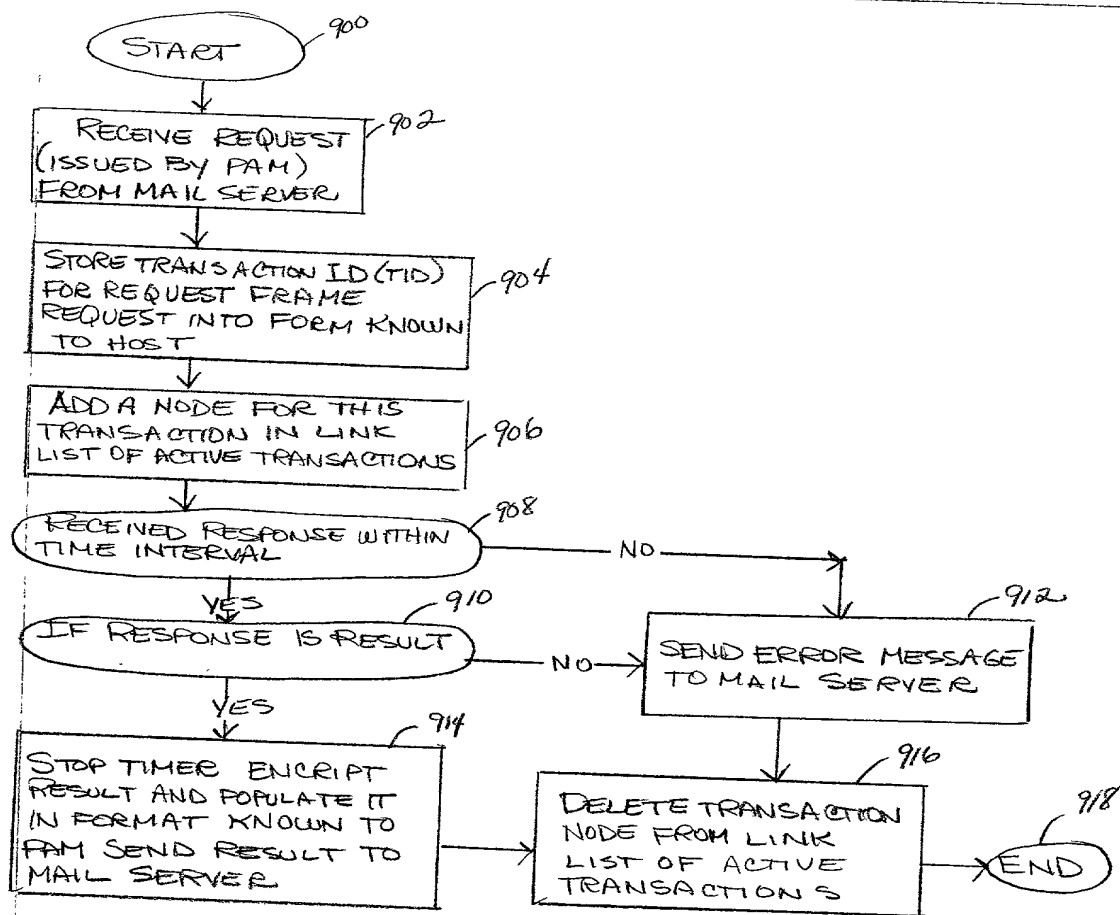 START
900
RECEIVE REQUEST
(ISSUED BY PAM)
FROM MAIL SERVER
902
STORE TRANSACTION ID (TID)
FOR REQUEST FRAME
REQUEST INTO FORM KNOWN
TO HOST
904
ADD A NODE FOR THIS
TRANSACTION IN LINK
LIST OF ACTIVE TRANSACTIONS
906
RECEIVED RESPONSE WITHIN
TIME INTERVAL
908
NO
YES
IF RESPONSE IS RESULT
910
NO
YES
SEND ERROR MESSAGE
TO MAIL SERVER
912
STOP TIMER ENCRIPT
RESULT AND POPULATE IT
IN FORMAT KNOWN TO
PAM SEND RESULT TO
MAIL SERVER
914
DELETE TRANSACTION
NODE FROM LINK
LIST OF ACTIVE
TRANSACTIONS
916
END
918